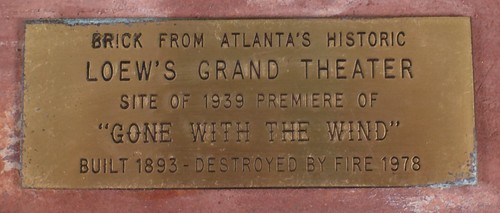 BRICK FROM ATLANTA'S HISTORIC
LOEW'S GRAND THEATER
SITE OF 1939 PREMIERE OF
"GONE WITH THE WIND"
BUILT 1893 - DESTROYED BY FIRE 1978